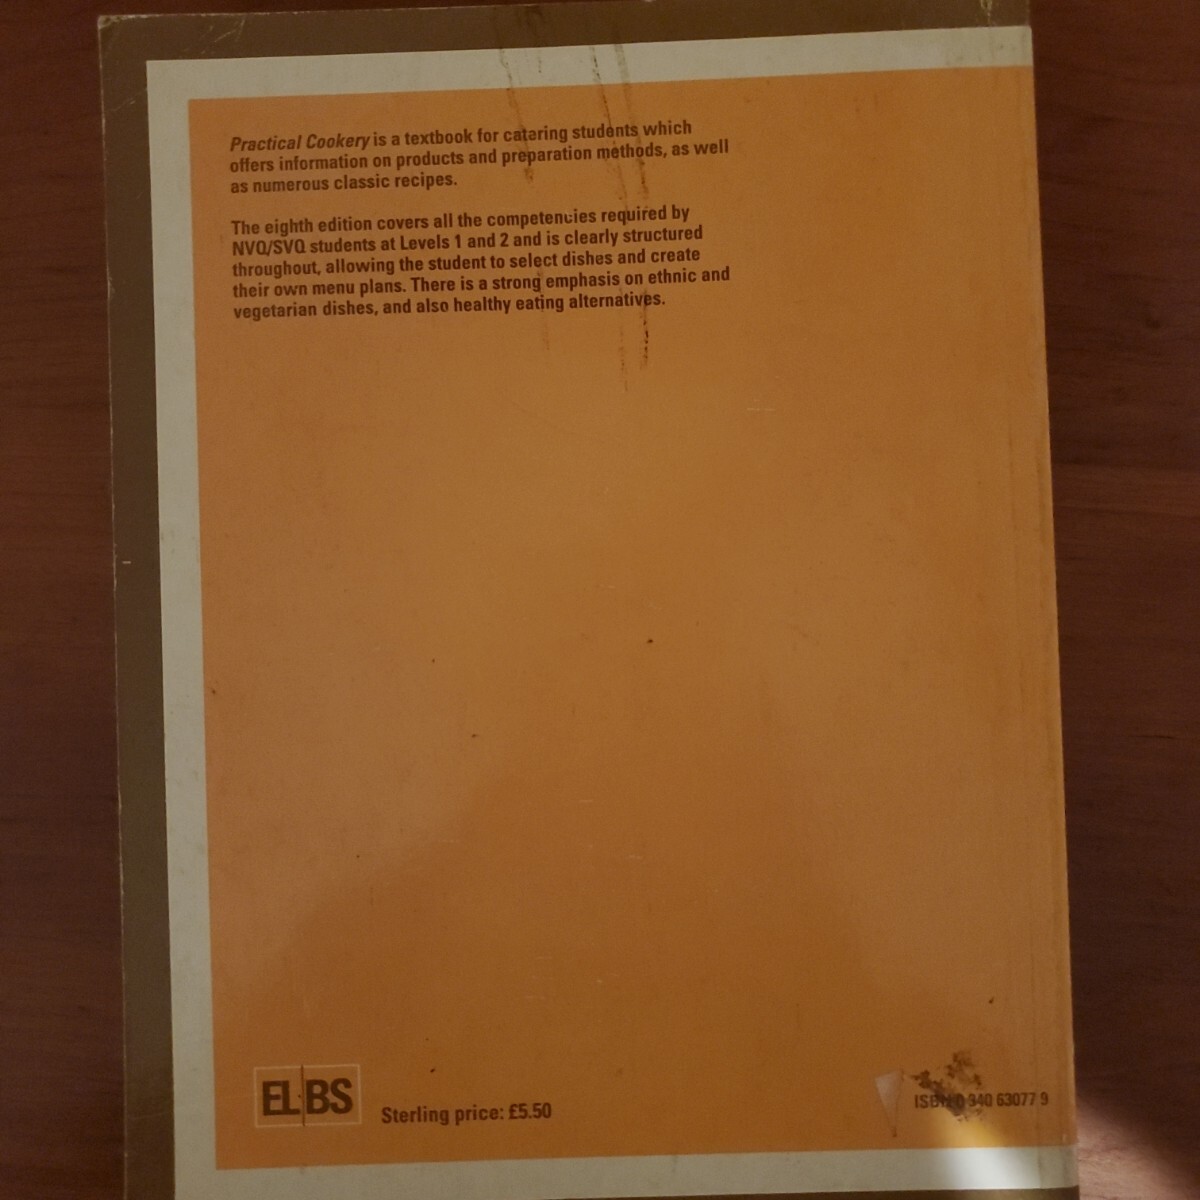 Practical Cookery is a textbook for catering students which
offers information on products and preparation methods, as well
as numerous classic recipes.
The eighth edition covers all the competencies required by
NVQ/SVQ students at Levels 1 and 2 and is clearly structured
throughout, allowing the student to select dishes and create
their own menu plans. There is a strong emphasis on ethnic and
vegetarian dishes, and also healthy eating alternatives.
ELBS
Sterling price: £5.50
ISBN 0 340 63077 9